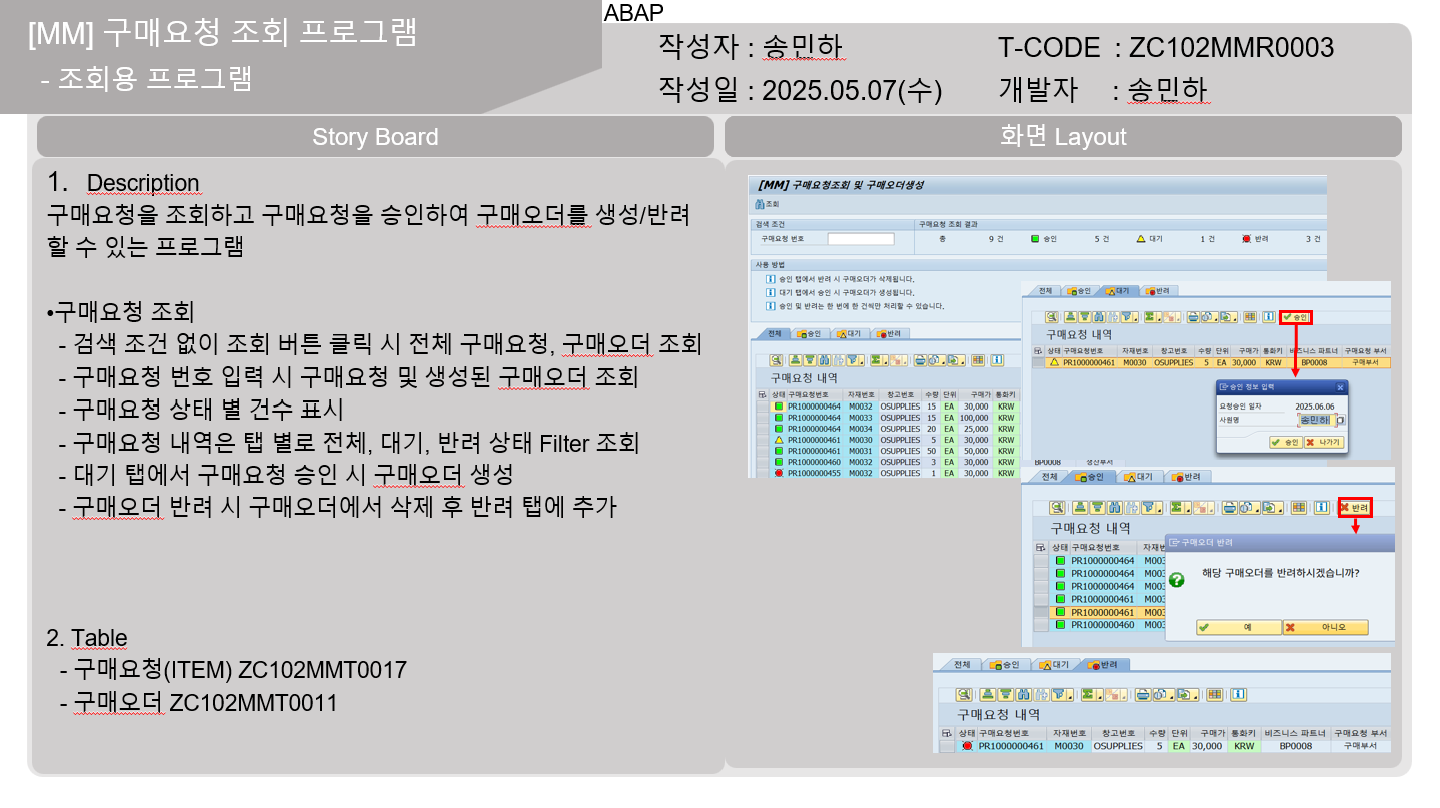 ABAP
[MM] 구매요청 조회 프로그램
- 조회용 프로그램
작성자 : 송민하
T-CODE : ZC102MMR0003
작성일 : 2025.05.07(수)
개발자 : 송민하
Story Board
1. Description
구매요청을 조회하고 구매요청을 승인하여 구매오더를 생성/반려
할 수 있는 프로그램
•구매요청 조회
- 검색 조건 없이 조회 버튼 클릭 시 전체 구매요청, 구매오더 조회
- 구매요청 번호 입력 시 구매요청 및 생성된 구매오더 조회
- 구매요청 상태 별 건수 표시
- 구매요청 내역은 탭 별로 전체, 대기, 반려 상태 Filter 조회
- 대기 탭에서 구매요청 승인 시 구매오더 생성
- 구매오더 반려 시 구매오더에서 삭제 후 반려 탭에 추가
2. Table
- 구매요청(ITEM) ZC102MMT0017
- 구매오더 ZC102MMT0011
화면 Layout
[MM] 구매요청조회 및 구매오더생성
조회
검색 조건
구매요청 번호
구매요청 조회 결과
총 9 건 승인 5 건 대기 1 건 반려 3 건
사용 방법
승인 탭에서 반려 시 구매오더가 삭제됩니다.
대기 탭에서 승인 시 구매오더가 생성됩니다.
승인 및 반려는 한 번에 한 건씩만 처리할 수 있습니다.
전체 승인 대기 반려
구매요청 내역
상태 구매요청번호 자재번호 창고번호 수량 단위 구매가 통화키
PR1000000464 M0032 OSUPPLIES 15 EA 30,000 KRW
PR1000000464 M0033 OSUPPLIES 15 EA 100,000 KRW
PR1000000464 M0034 OSUPPLIES 20 EA 25,000 KRW
PR1000000461 M0030 OSUPPLIES 5 EA 30,000 KRW
PR1000000461 M0031 OSUPPLIES 50 EA 50,000 KRW
PR1000000460 M0032 OSUPPLIES 3 EA 30,000 KRW
PR1000000455 M0032 OSUPPLIES 1 EA 30,000 KRW
전체 승인 대기 반려
승인
구매요청 내역
상태 구매요청번호 자재번호 창고번호 수량 단위 구매가 통화키 비즈니스 파트너 구매요청 부서
PR1000000461 M0030 OSUPPLIES 5 EA 30,000 KRW BP0008 구매부서
승인 정보 입력
요청승인 일자 2025.06.06
사원명 송민하
승인 나가기
BP0008 생산부서
전체 승인 대기 반려
반려
구매요청 내역
상태 구매요청번호 자재번
PR1000000464 M003
PR1000000464 M003
PR1000000464 M003
PR1000000461 M003
PR1000000461 M003
PR1000000460 M003
구매오더 반려
해당 구매오더를 반려하시겠습니까?
예 아니오
전체 승인 대기 반려
구매요청 내역
상태 구매요청번호 자재번호 창고번호 수량 단위 구매가 통화키 비즈니스 파트너 구매요청 부서
PR1000000461 M0030 OSUPPLIES 5 EA 30,000 KRW BP0008 구매부서